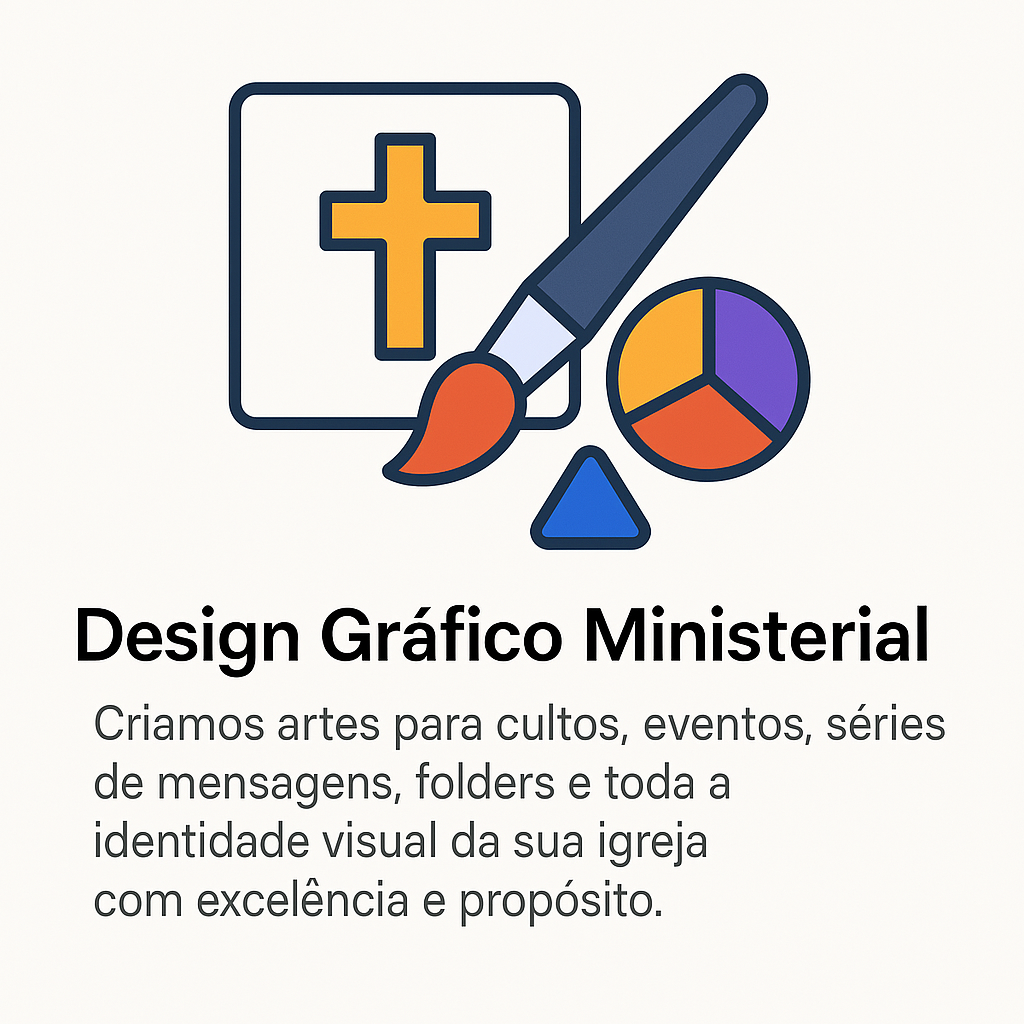 Design Gráfico Ministerial
Criamos artes para cultos, eventos, séries
de mensagens, folders e toda a
identidade visual da sua igreja
com excelência e propósito.